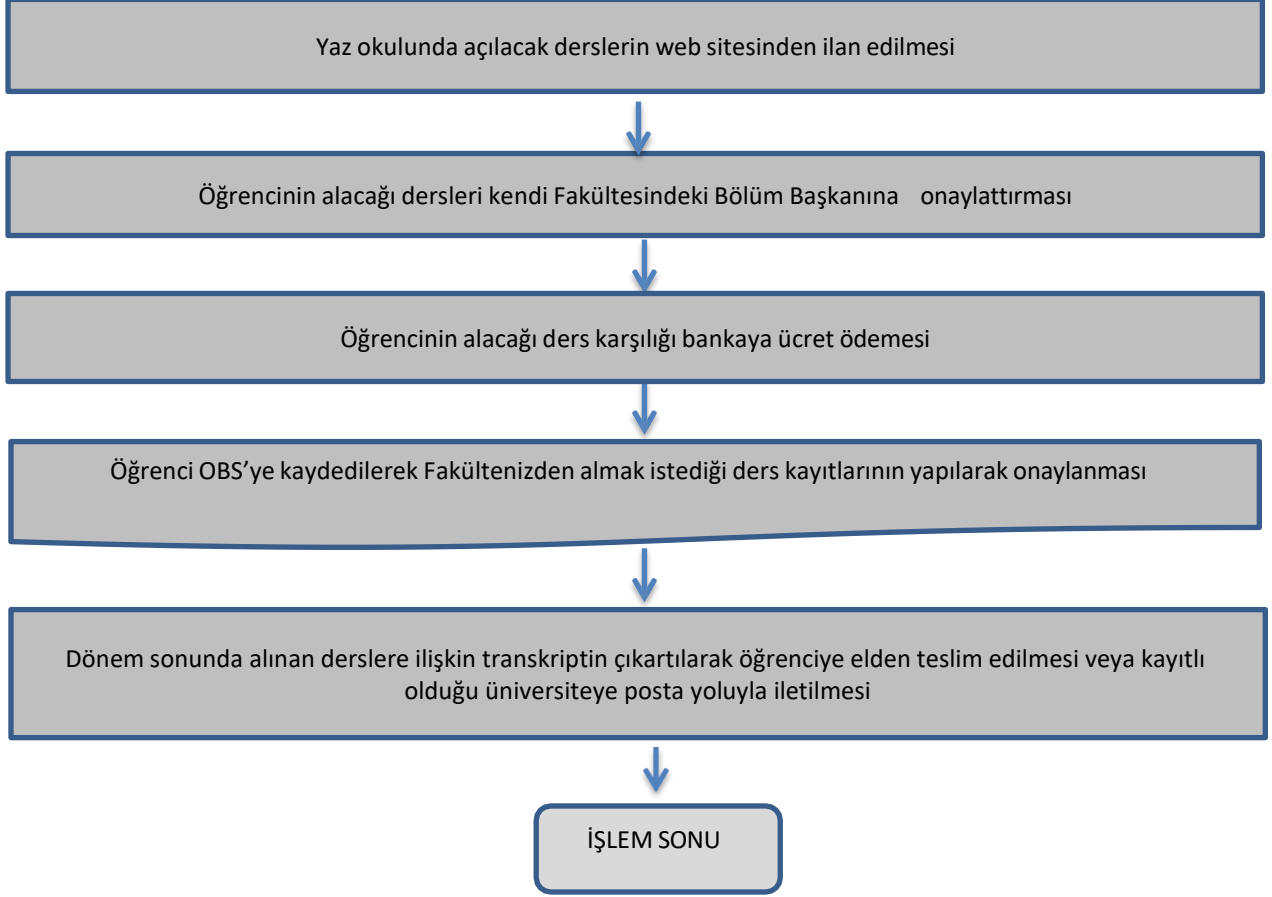 Yaz okulunda açılacak derslerin web sitesinden ilan edilmesi
Öğrencinin alacağı dersleri kendi Fakültesindeki Bölüm Başkanına onaylattırması
Öğrencinin alacağı ders karşılığı bankaya ücret ödemesi
Öğrenci OBS’ye kaydedilerek Fakültenizden almak istediği ders kayıtlarının yapılarak onaylanması
Dönem sonunda alınan derslere ilişkin transkriptin çıkartılarak öğrenciye elden teslim edilmesi veya kayıtlı
olduğu üniversiteye posta yoluyla iletilmesi
İŞLEM SONU